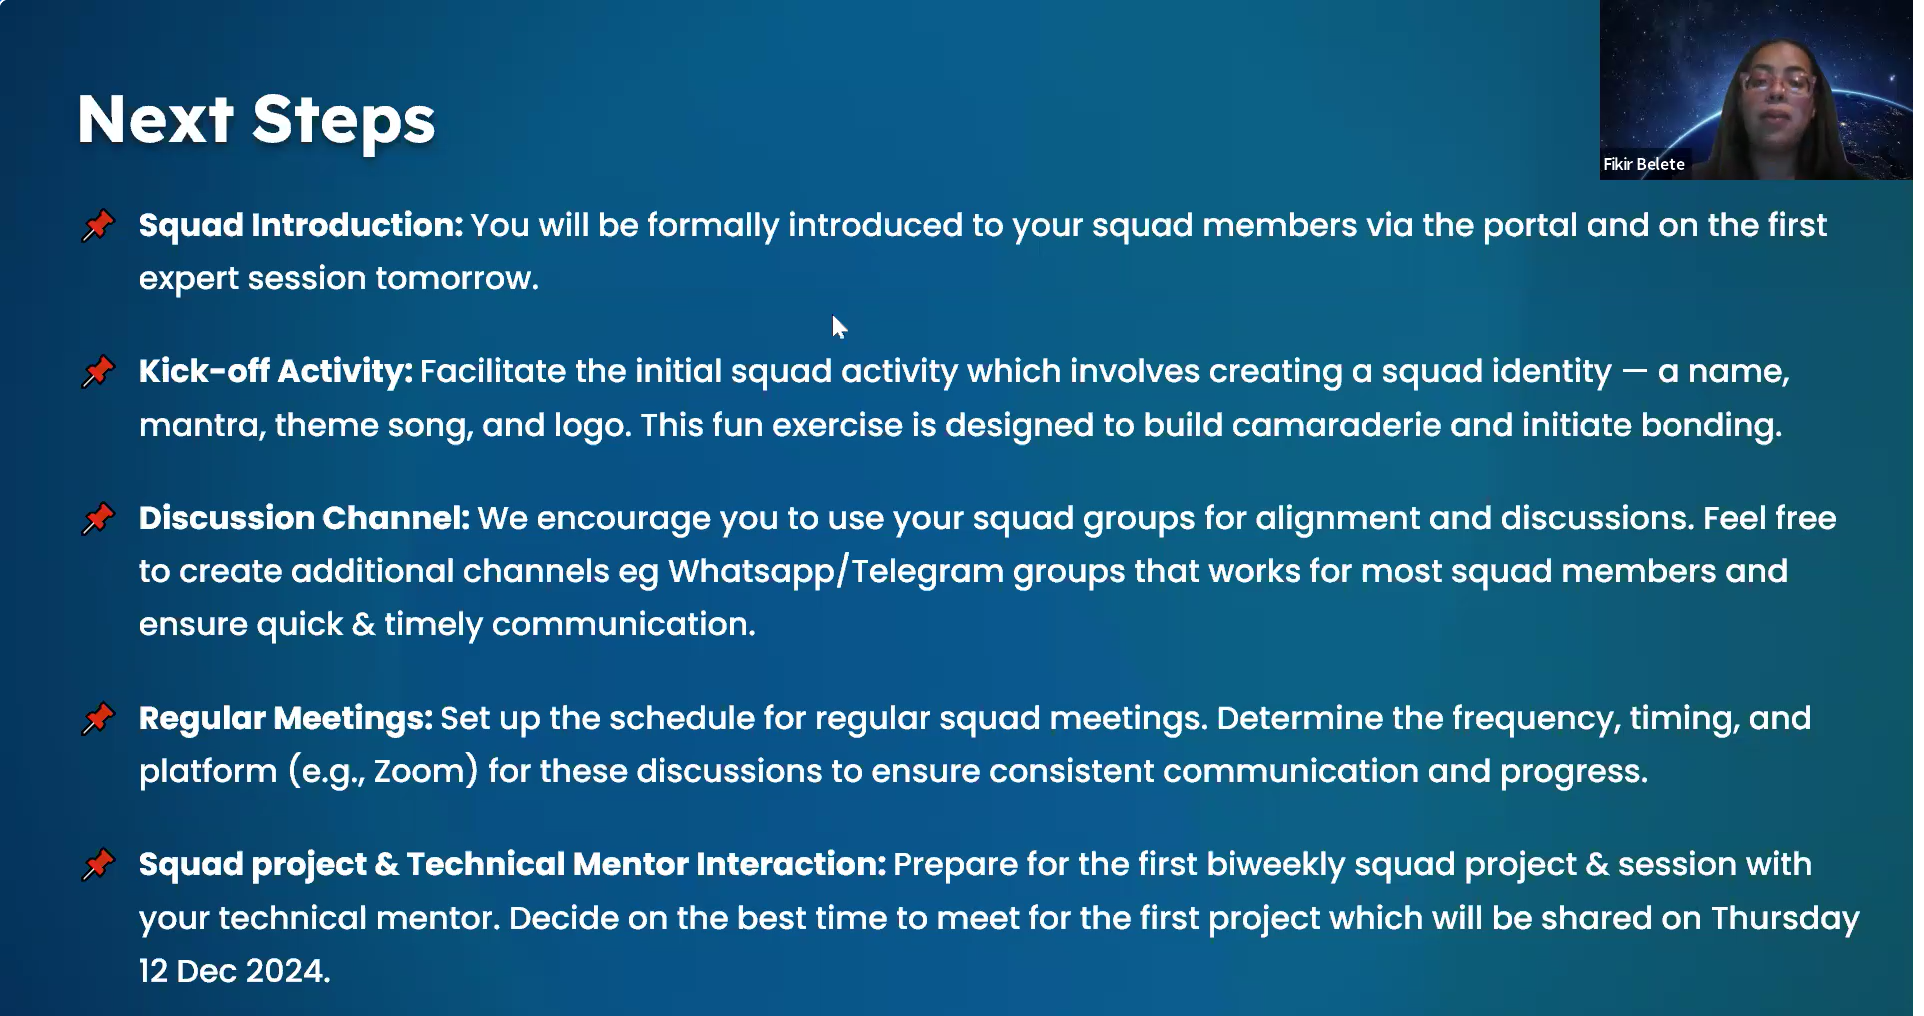 Next Steps
Fikir Belete
Squad Introduction: You will be formally introduced to your squad members via the portal and on the first
expert session tomorrow.
Kick-off Activity: Facilitate the initial squad activity which involves creating a squad identity — a name,
mantra, theme song, and logo. This fun exercise is designed to build camaraderie and initiate bonding.
Discussion Channel: We encourage you to use your squad groups for alignment and discussions. Feel free
to create additional channels eg Whatsapp/Telegram groups that works for most squad members and
ensure quick & timely communication.
Regular Meetings: Set up the schedule for regular squad meetings. Determine the frequency, timing, and
platform (e.g., Zoom) for these discussions to ensure consistent communication and progress.
Squad project & Technical Mentor Interaction: Prepare for the first biweekly squad project & session with
your technical mentor. Decide on the best time to meet for the first project which will be shared on Thursday
12 Dec 2024.